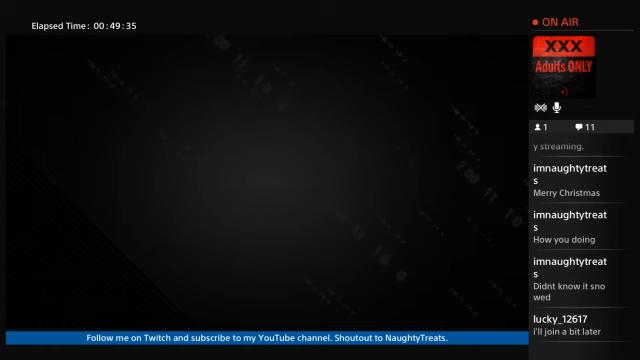 Elapsed Time: 00:49:35
ON AIR
XXX
Adults ONLY
1
11
y streaming.
imnaughtytreat
s
Merry Christmas
imnaughtytreat
s
How you doing
imnaughtytreat
s
Didnt know it sno
wed
lucky_12617
i'll join a bit later
Follow me on Twitch and subscribe to my YouTube channel. Shoutout to NaughtyTreats.